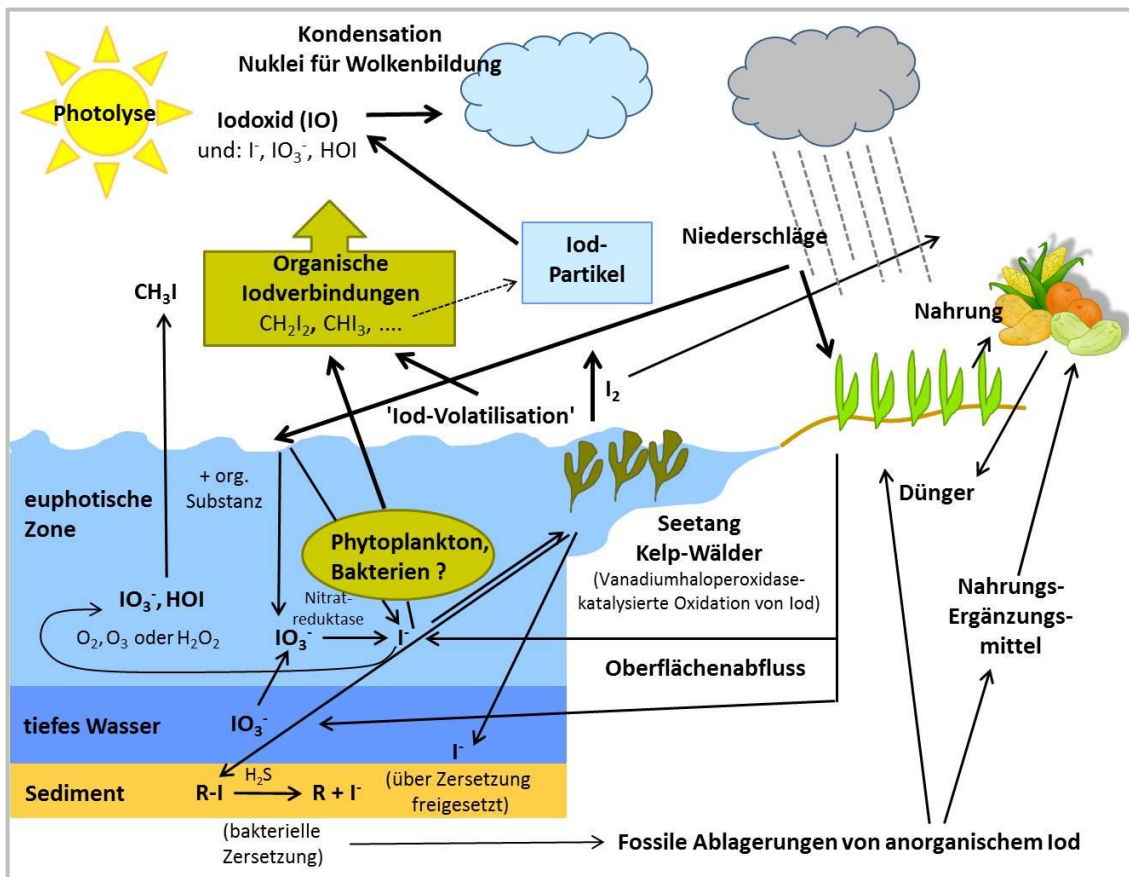 Kondensation
Nuklei für Wolkenbildung
Photolyse
Iodoxid (IO)
und: I⁻, IO₃⁻, HOI
Niederschläge
Iod-
Partikel
Organische
Iodverbindungen
CH₂I₂, CHI₃, ....
CH₃I
Nahrung
I₂
'Iod-Volatilisation'
+ org.
Substanz
euphotische
Zone
Dünger
Seetang
Kelp-Wälder
(Vanadiumhaloperoxidase-
katalysierte Oxidation von Iod)
Phytoplankton,
Bakterien ?
Nahrungs-
Ergänzungs-
mittel
IO₃⁻, HOI
O₂, O₃ oder H₂O₂
Nitrat-
reduktase
IO₃⁻
I⁻
Oberflächenabfluss
tiefes Wasser
IO₃⁻
I⁻
(über Zersetzung
freigesetzt)
Sediment
R-I
H₂S
R + I⁻
(bakterielle
Zersetzung)
Fossile Ablagerungen von anorganischem Iod